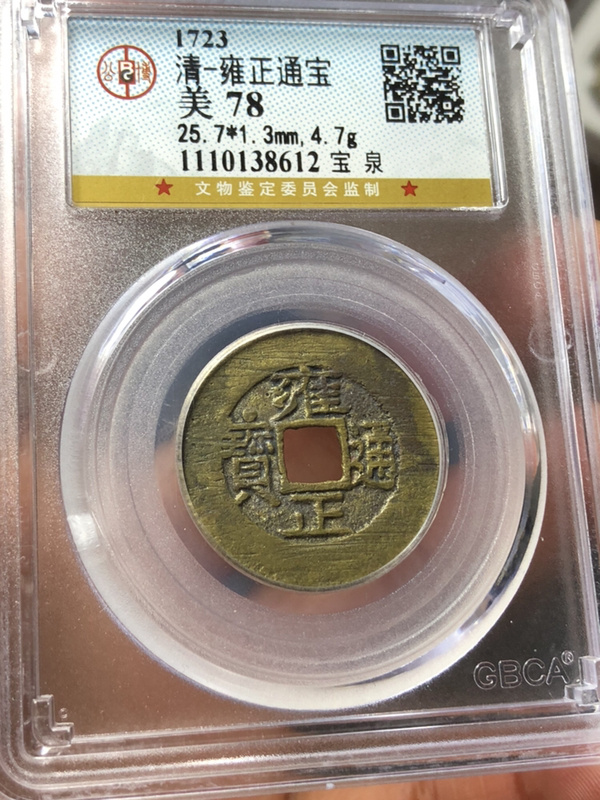 1723
清-雍正通宝
美 78
25.7*1.3mm,4.7g
1110138612 宝 泉
★ 文物鉴定委员会监制 ★
雍正通寶
GBCA®